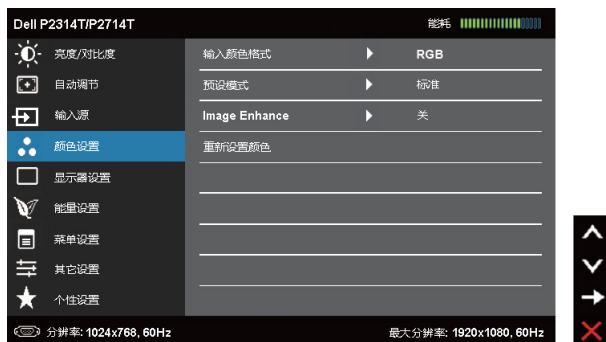 Dell P2314T/P2714T 能耗
亮度/对比度 输入颜色格式 RGB
自动调节 预设模式 标准
输入源 Image Enhance 关
颜色设置 重新设置颜色
显示器设置
能量设置
菜单设置
其它设置
个性设置
分辨率: 1024x768, 60Hz 最大分辨率: 1920x1080, 60Hz